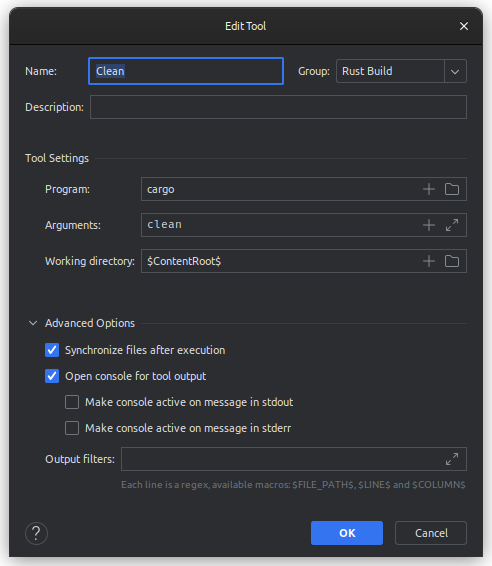 Edit Tool
Name: Clean Group: Rust Build
Description:
Tool Settings
Program: cargo
Arguments: clean
Working directory: $ContentRoot$
Advanced Options
Synchronize files after execution
Open console for tool output
Make console active on message in stdout
Make console active on message in stderr
Output filters:
Each line is a regex, available macros: $FILE_PATH$, $LINE$ and $COLUMN$
? OK Cancel